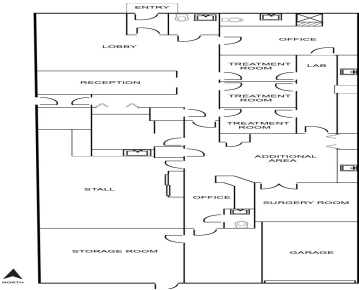 ENTRY
LOBBY
OFFICE
TREATMENT
ROOM
LAB
RECEPTION
TREATMENT
ROOM
TREATMENT
ROOM
ADDITIONAL
AREA
STALL
OFFICE
SURGERY ROOM
STORAGE ROOM
GARAGE
NORTH